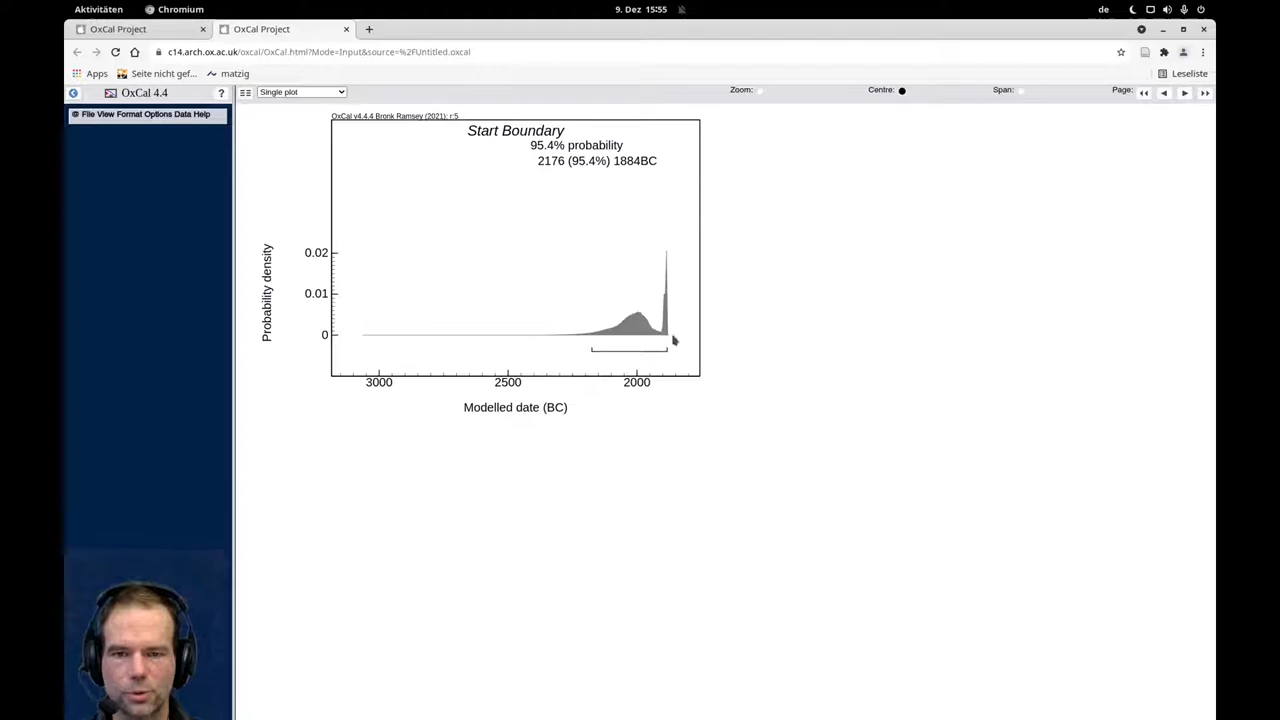 Aktivitäten
Chromium
9. Dez 15:55
de
OxCal Project
OxCal Project
c14.arch.ox.ac.uk/oxcal/OxCal.html?Mode=Input&source=%2FUntitled.oxcal
Apps
Seite nicht gef...
matzig
Leseliste
OxCal 4.4
?
Single plot
Zoom:
Centre:
Span:
Page:
@ File View Format Options Data Help
OxCal v4.4.4 Bronk Ramsey (2021); r:5
Start Boundary
95.4% probability
2176 (95.4%) 1884BC
Probability density
0.02
0.01
0
3000
2500
2000
Modelled date (BC)